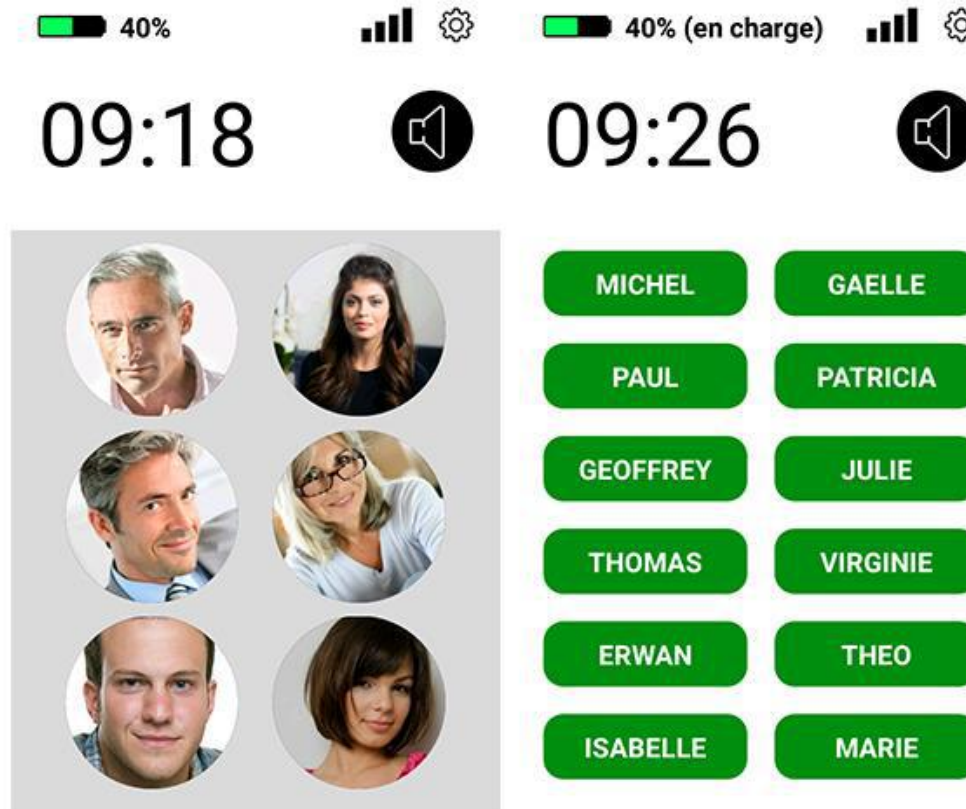 40%
09:18
40% (en charge)
09:26
MICHEL
GAELLE
PAUL
PATRICIA
GEOFFREY
JULIE
THOMAS
VIRGINIE
ERWAN
THEO
ISABELLE
MARIE